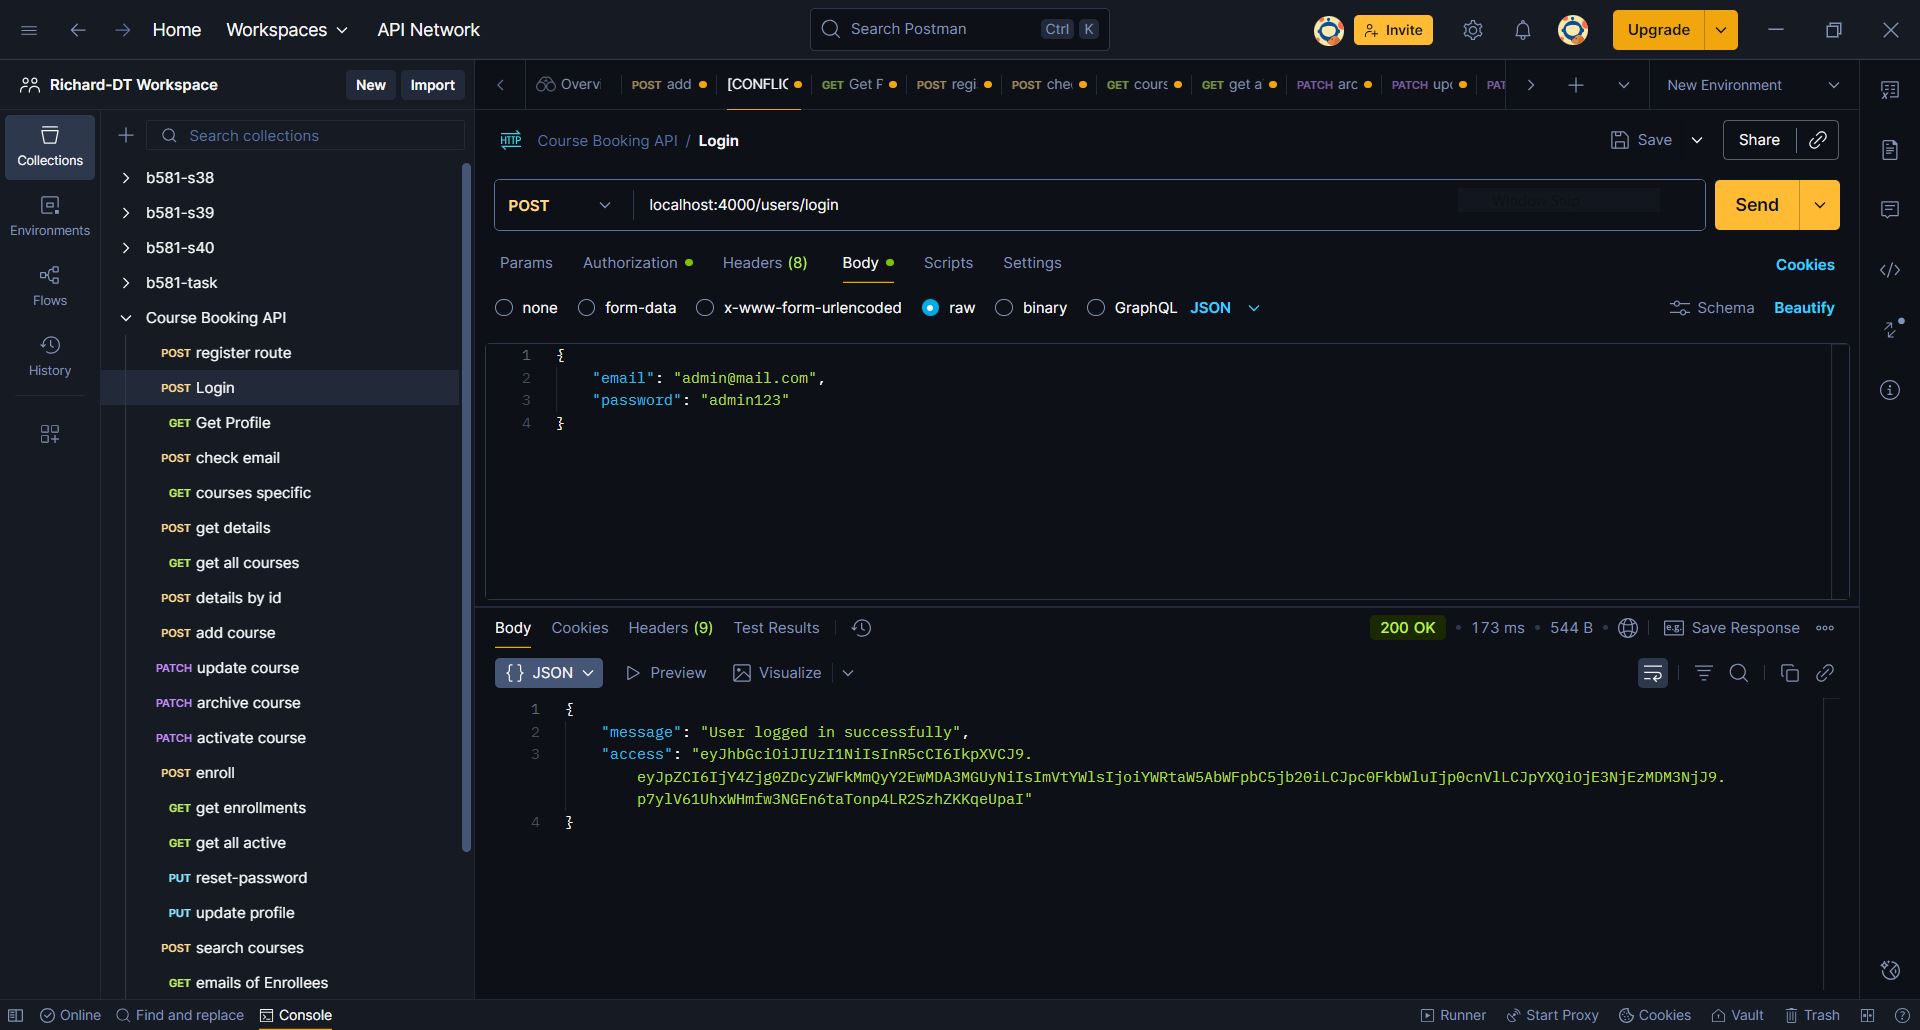 Home Workspaces API Network Search Postman Ctrl K Invite Upgrade
Richard-DT Workspace New Import
Overvi POST add [CONFLIC GET Get F POST regi POST che GET cours GET get a PATCH arc PATCH up PAT New Environment
Collections
Environments
Flows
History
Search collections
b581-s38
b581-s39
b581-s40
b581-task
Course Booking API
POST register route
POST Login
GET Get Profile
POST check email
GET courses specific
POST get details
GET get all courses
POST details by id
POST add course
PATCH update course
PATCH archive course
PATCH activate course
POST enroll
GET get enrollments
GET get all active
PUT reset-password
PUT update profile
POST search courses
GET emails of Enrollees
HTTP Course Booking API / Login Save Share
POST localhost:4000/users/login Send
Window Snip
Params Authorization Headers (8) Body Scripts Settings Cookies
none form-data x-www-form-urlencoded raw binary GraphQL JSON Schema Beautify
1 {
2 "email": "admin@mail.com",
3 "password": "admin123"
4 }
Body Cookies Headers (9) Test Results 200 OK • 173 ms • 544 B • e.g. Save Response
{} JSON Preview Visualize
1 {
2 "message": "User logged in successfully",
3 "access": "eyJhbGciOiJIUzI1NiIsInR5cCI6IkpXVCJ9.
eyJpZCI6IjY4Zjg0ZDcyZWFkMmQyY2EwMDA3MGUyNiIsImVtYWlsIjoiYWRtaW5AbWFpbC5jb20iLCJpc0FkbWluIjp0cnVlLCJpYXQiOjE3NjEzMDM3NjJ9.
p7ylV61UhxWHmfw3NGEn6taTonp4LR2SzhZKKqeUpaI"
4 }
Online Find and replace Console Runner Start Proxy Cookies Vault Trash